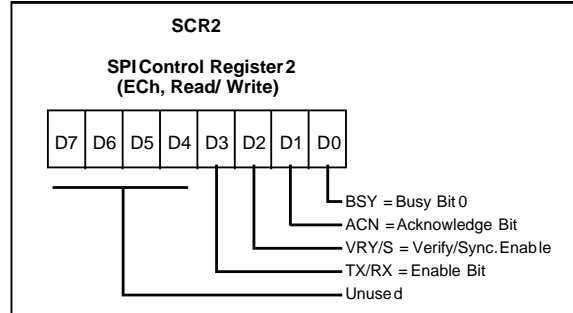 SCR2
SPI Control Register 2
(ECh, Read/ Write)
D7 D6 D5 D4 D3 D2 D1 D0
BSY = Busy Bit 0
ACN = Acknowledge Bit
VRY/S = Verify/Sync. Enable
TX/RX = Enable Bit
Unused